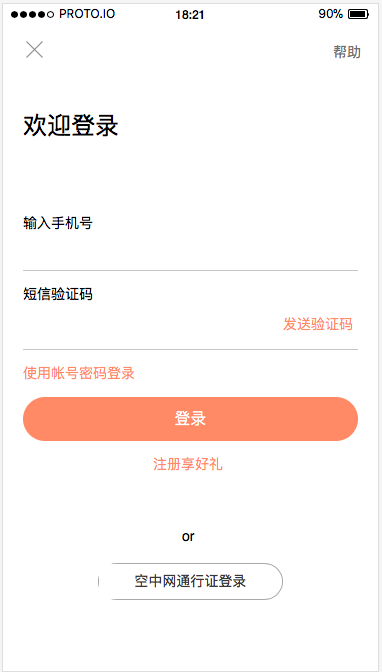 PROTO.IO 18:21 90%
帮助
欢迎登录
输入手机号
短信验证码
发送验证码
使用帐号密码登录
登录
注册享好礼
or
空中网通行证登录